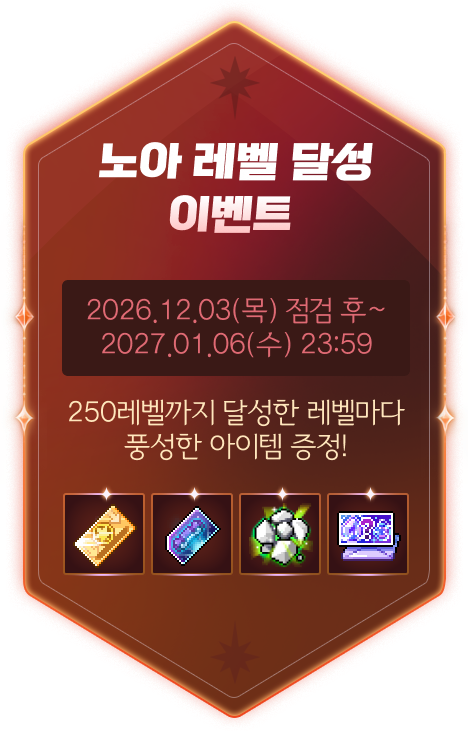 노아 레벨 달성
이벤트
2026.12.03(목) 점검 후~
2027.01.06(수) 23:59
250레벨까지 달성한 레벨마다
풍성한 아이템 증정!